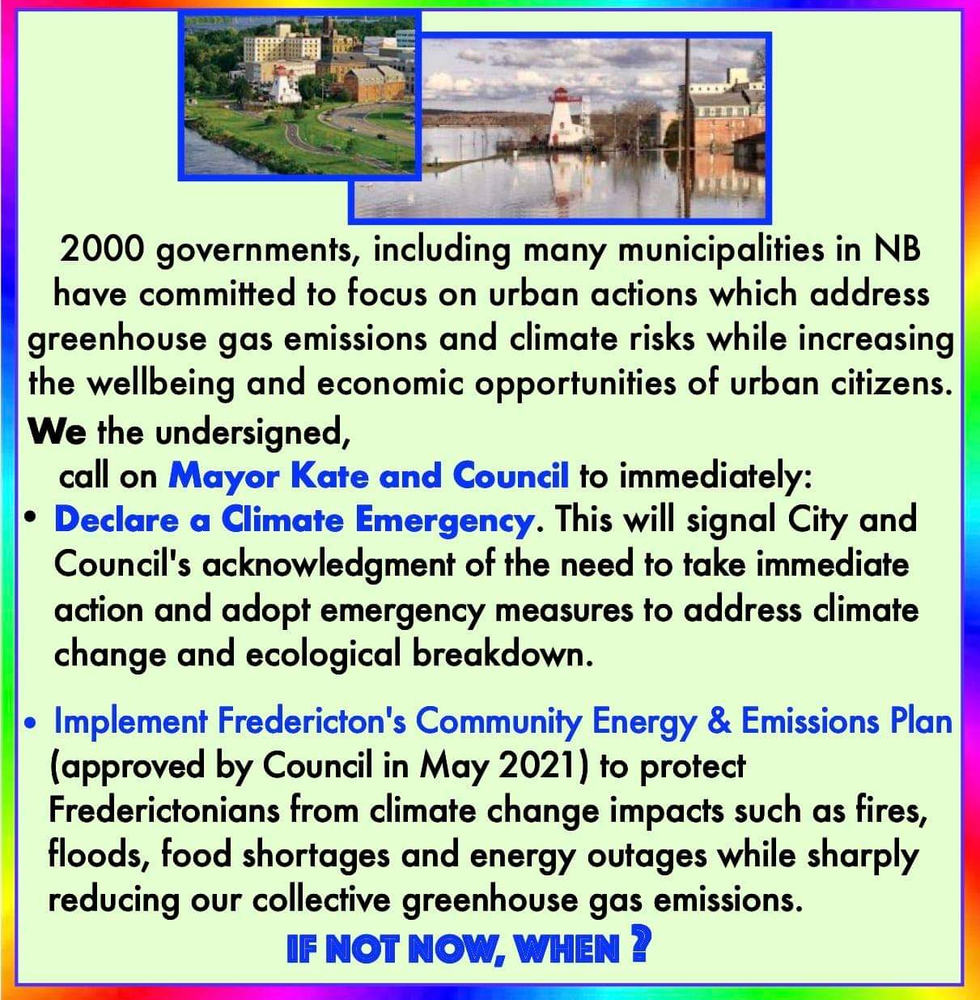 2000 governments, including many municipalities in NB
have committed to focus on urban actions which address
greenhouse gas emissions and climate risks while increasing
the wellbeing and economic opportunities of urban citizens.
We the undersigned,
call on Mayor Kate and Council to immediately:
• Declare a Climate Emergency. This will signal City and
Council's acknowledgment of the need to take immediate
action and adopt emergency measures to address climate
change and ecological breakdown.
• Implement Fredericton's Community Energy & Emissions Plan
(approved by Council in May 2021) to protect
Frederictonians from climate change impacts such as fires,
floods, food shortages and energy outages while sharply
reducing our collective greenhouse gas emissions.
IF NOT NOW, WHEN ?